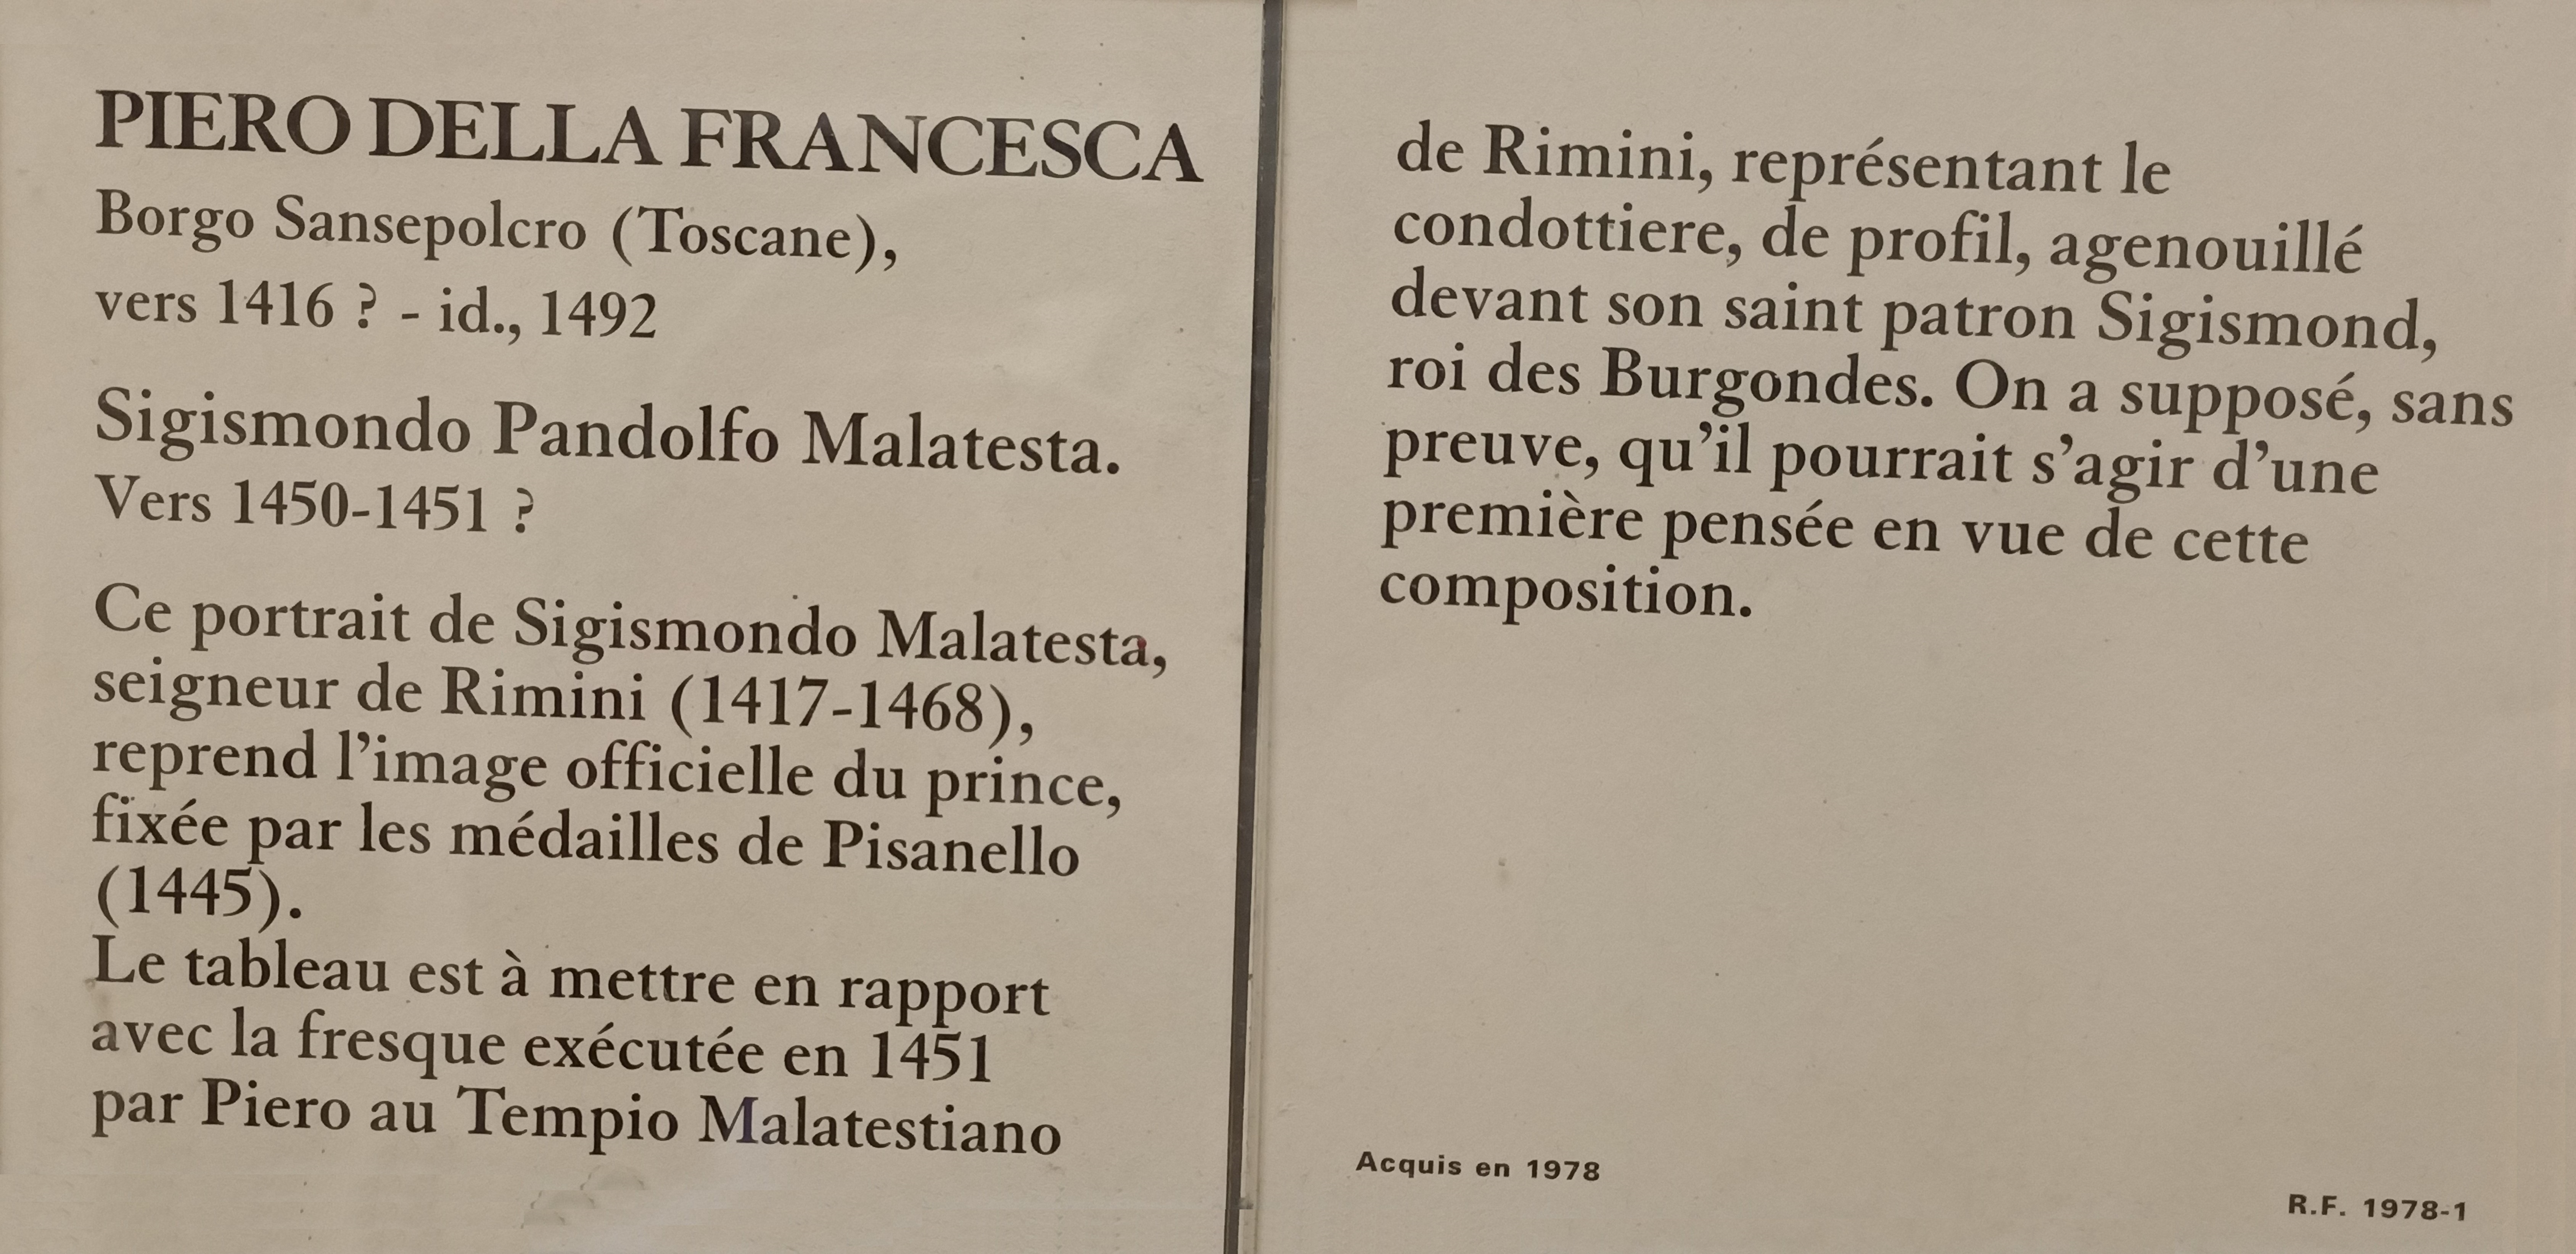 PIERO DELLA FRANCESCA
Borgo Sansepolcro (Toscane),
vers 1416 ? - id., 1492
Sigismondo Pandolfo Malatesta.
Vers 1450-1451 ?
Ce portrait de Sigismondo Malatesta,
seigneur de Rimini (1417-1468),
reprend l'image officielle du prince,
fixée par les médailles de Pisanello
(1445).
Le tableau est à mettre en rapport
avec la fresque exécutée en 1451
par Piero au Tempio Malatestiano
de Rimini, représentant le
condottiere, de profil, agenouillé
devant son saint patron Sigismond,
roi des Burgondes. On a supposé, sans
preuve, qu'il pourrait s'agir d'une
première pensée en vue de cette
composition.
Acquis en 1978
R.F. 1978-1